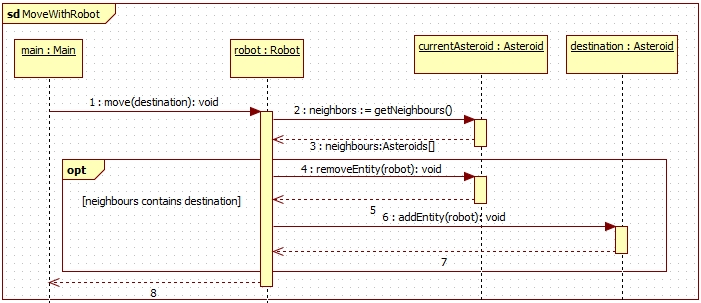 sd MoveWithRobot
main : Main
robot : Robot
currentAsteroid : Asteroid
destination : Asteroid
1 : move(destination): void
2 : neighbors := getNeighbours()
3 : neighbours:Asteroids[]
opt
4 : removeEntity(robot): void
[neighbours contains destination]
5
6 : addEntity(robot): void
7
8